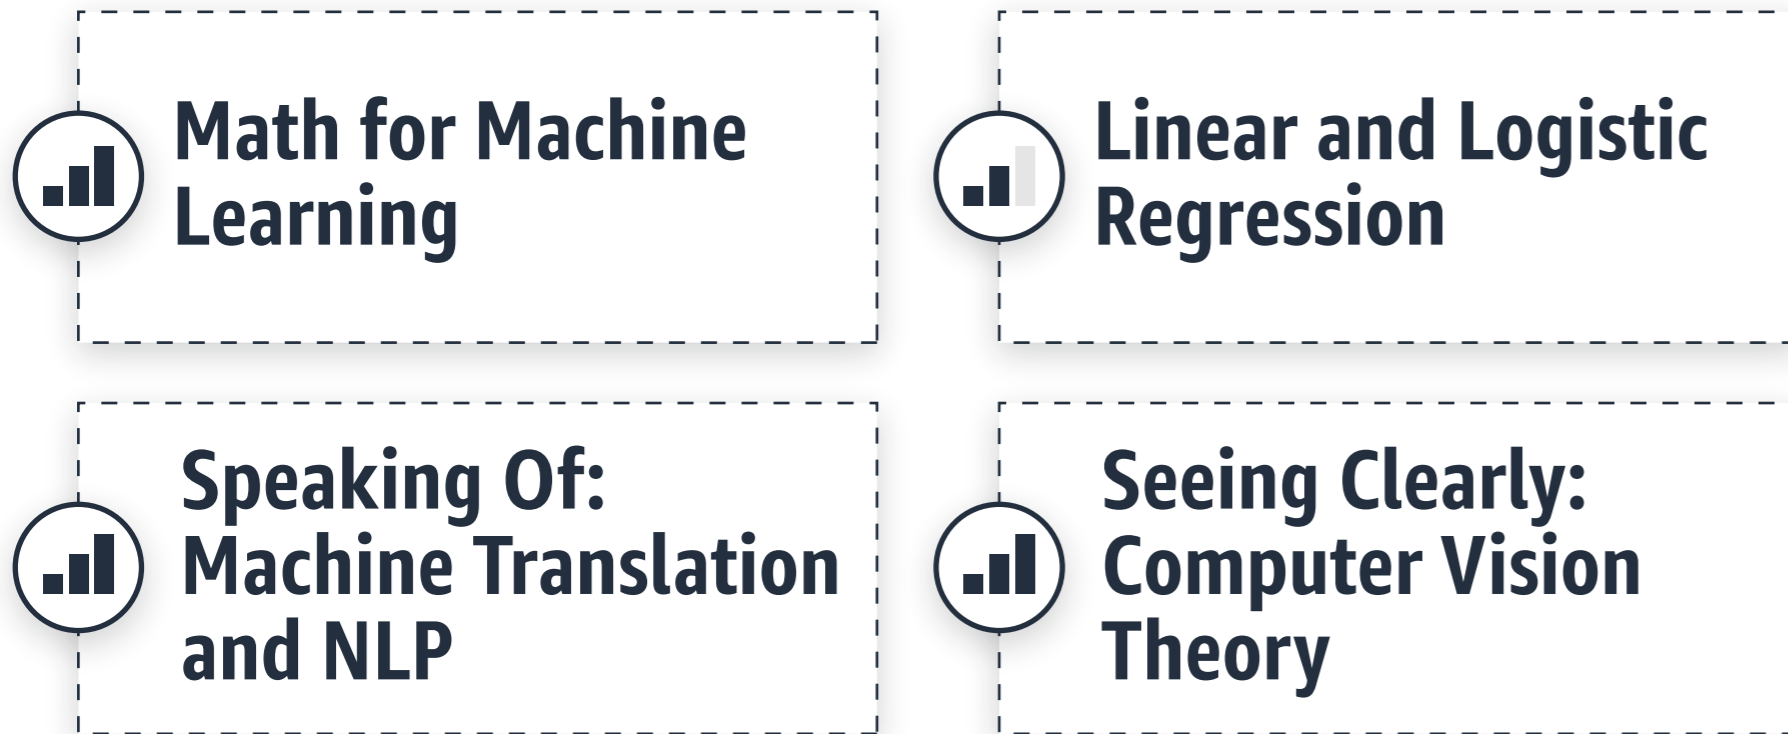 Math for Machine
Learning
Linear and Logistic
Regression
Speaking Of:
Machine Translation
and NLP
Seeing Clearly:
Computer Vision
Theory